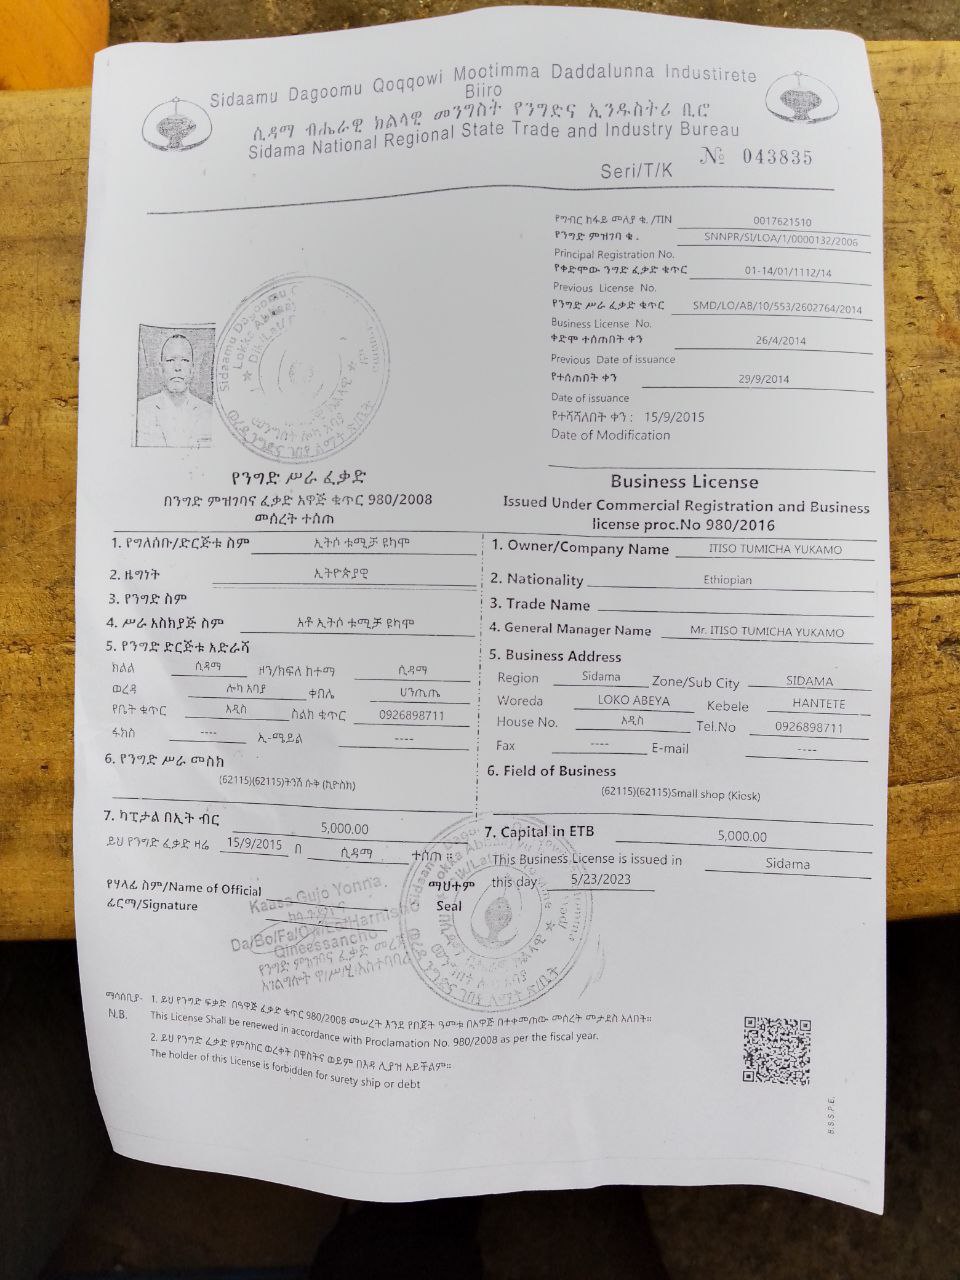 Sidaamu Dagoomu Qoqqowi Mootimma Daddalunna Industirete
Biiro
ሲዳማ ብሔራዊ ክልላዊ መንግስት የንግድና ኢንዱስትሪ ቢሮ
Sidama National Regional State Trade and Industry Bureau
№ 043835
Seri/T/K
የግብር ከፋይ መለያ ቁ. /TIN 0017621510
የንግድ ምዝገባ ቁ. SNNPR/SI/LOA/1/0000132/2006
Principal Registration No.
የቀድሞው ንግድ ፈቃድ ቁጥር 01-14/01/1112/14
Previous License No.
የንግድ ሥራ ፈቃድ ቁጥር SMD/LO/AB/10/553/2602764/2014
Business License No.
ቀድሞ ተሰጠበት ቀን 26/4/2014
Previous Date of issuance
የተሰጠበት ቀን 29/9/2014
Date of issuance
የተሻሻለበት ቀን : 15/9/2015
Date of Modification
የንግድ ሥራ ፈቃድ
በንግድ ምዝገባና ፈቃድ አዋጅ ቁጥር 980/2008
መሰረት ተሰጠ
Business License
Issued Under Commercial Registration and Business
license proc.No 980/2016
1. የግለሰቡ/ድርጅቱ ስም ኢትሶ ቱሚቻ ዩካሞ
2. ዜግነት ኢትዮጵያዊ
3. የንግድ ስም
4. ሥራ አስኪያጅ ስም አቶ ኢትሶ ቱሚቻ ዩካሞ
5. የንግድ ድርጅቱ አድራሻ
ክልል ሲዳማ ዞን/ክፍለ ከተማ ሲዳማ
ወረዳ ሎካ አባያ ቀበሌ ሀንጤጤ
የቤት ቁጥር አዲስ ስልክ ቁጥር 0926898711
ፋክስ ---- ኢ-ሜይል ----
6. የንግድ ሥራ መስክ
(62115)(62115)ትንሽ ሱቅ (ኪዮስክ)
7. ካፒታል በኢት ብር 5,000.00
ይህ የንግድ ፈቃድ ዛሬ 15/9/2015 በ ሲዳማ ተሰጠ ።
1. Owner/Company Name ITISO TUMICHA YUKAMO
2. Nationality Ethiopian
3. Trade Name
4. General Manager Name Mr. ITISO TUMICHA YUKAMO
5. Business Address
Region Sidama Zone/Sub City SIDAMA
Woreda LOKO ABEYA Kebele HANTETE
House No. አዲስ Tel.No 0926898711
Fax ---- E-mail ----
6. Field of Business
(62115)(62115)Small shop (Kiosk)
7. Capital in ETB 5,000.00
This Business License is issued in Sidama
this day 5/23/2023
የሃላፊ ስም/Name of Official
ፊርማ/Signature
Kaasa Gujo Yonna
Qineessancho
ማህተም
Seal
ማሳሰቢያ- 1. ይህ የንግድ ፍቃድ በዓዋጅ ፈቃድ ቁጥር 980/2008 መሠረት እንደ የበጀት ዓመቱ በአዋጅ በተቀመጠው መሰረት መታደስ አለበት።
N.B. This License Shall be renewed in accordance with Proclamation No. 980/2008 as per the fiscal year.
2. ይህ የንግድ ፈቃድ የምስክር ወረቀት በዋስትና ወይም በእዳ ሊያዝ አይችልም።
The holder of this License is forbidden for surety ship or debt
B.S.S.P.E.